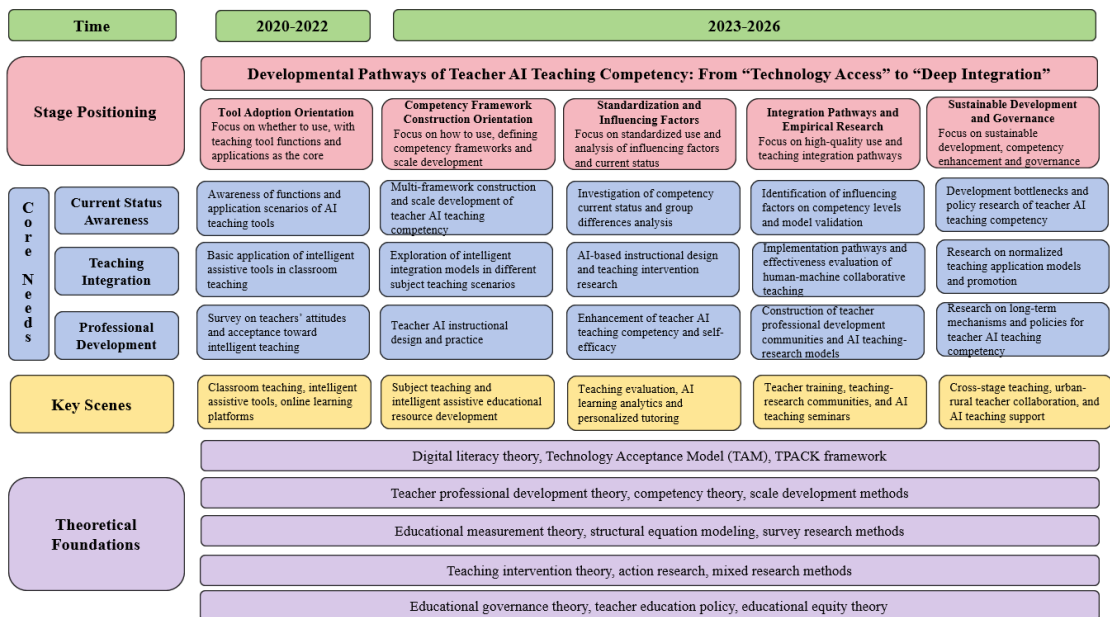 Time
2020-2022
2023-2026
Stage Positioning
Developmental Pathways of Teacher AI Teaching Competency: From “Technology Access” to “Deep Integration”
Tool Adoption Orientation
Focus on whether to use, with
teaching tool functions and
applications as the core
Competency Framework
Construction Orientation
Focus on how to use, defining
competency frameworks and
scale development
Standardization and
Influencing Factors
Focus on standardized use and
analysis of influencing factors
and current status
Integration Pathways and
Empirical Research
Focus on high-quality use and
teaching integration pathways
Sustainable Development
and Governance
Focus on sustainable
development, competency
enhancement and governance
Core Needs
Current Status
Awareness
Awareness of functions and
application scenarios of AI
teaching tools
Multi-framework construction
and scale development of
teacher AI teaching
competency
Investigation of competency
current status and group
differences analysis
Identification of influencing
factors on competency levels
and model validation
Development bottlenecks and
policy research of teacher AI
teaching competency
Teaching
Integration
Basic application of intelligent
assistive tools in classroom
teaching
Exploration of intelligent
integration models in different
subject teaching scenarios
AI-based instructional design
and teaching intervention
research
Implementation pathways and
effectiveness evaluation of
human-machine collaborative
teaching
Research on normalized
teaching application models
and promotion
Professional
Development
Survey on teachers’ attitudes
and acceptance toward
intelligent teaching
Teacher AI instructional
design and practice
Enhancement of teacher AI
teaching competency and self-
efficacy
Construction of teacher
professional development
communities and AI teaching-
research models
Research on long-term
mechanisms and policies for
teacher AI teaching
competency
Key Scenes
Classroom teaching, intelligent
assistive tools, online learning
platforms
Subject teaching and
intelligent assistive educational
resource development
Teaching evaluation, AI
learning analytics and
personalized tutoring
Teacher training, teaching-
research communities, and AI
teaching seminars
Cross-stage teaching, urban-
rural teacher collaboration, and
AI teaching support
Theoretical
Foundations
Digital literacy theory, Technology Acceptance Model (TAM), TPACK framework
Teacher professional development theory, competency theory, scale development methods
Educational measurement theory, structural equation modeling, survey research methods
Teaching intervention theory, action research, mixed research methods
Educational governance theory, teacher education policy, educational equity theory